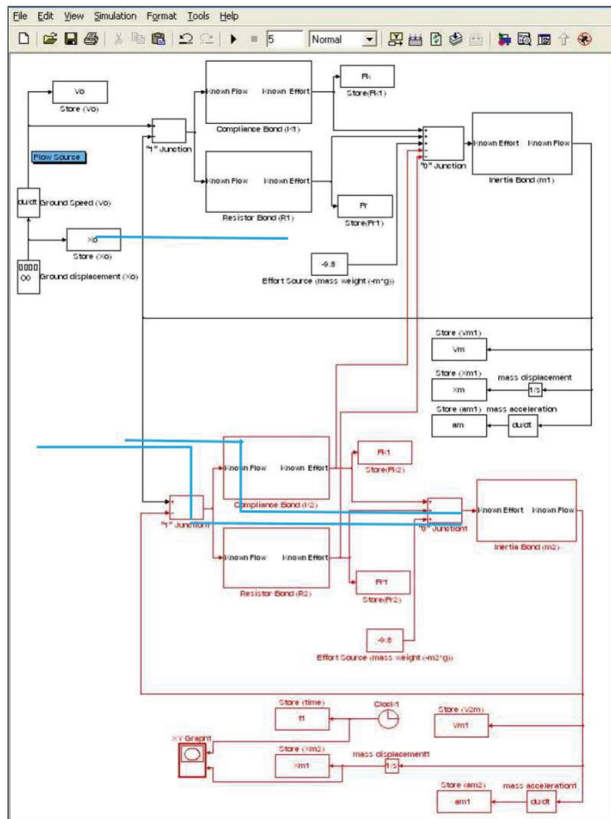 File Edit View Simulation Format Tools Help
5 Normal
Vo
Store (Vo)
Known Flow Known Effort
Compliance Bond (K1)
Fk
Store(Fk1)
"1" Junction
Flow Source
Known Flow Known Effort
Resistor Bond (R1)
"0" Junction
Known Effort Known Flow
Inertia Bond (m1)
du/dt Ground Speed (Vo)
Fr
Store(Fr1)
Xo
Store (Xo)
Ground displacement (Xo)
-9.8
Effort Source (mass weight (-m*g))
Store (Vm1)
Vm
Store (Xm1)
Xm
mass displacement
1/s
Store (am1) mass acceleration
am
du/dt
Known Flow Known Effort
Compliance Bond (K2)
Fk1
Store(Fk2)
"1" Junction1
"0" Junction1
Known Effort Known Flow
Inertia Bond (m2)
Known Flow Known Effort
Resistor Bond (R2)
Fr1
Store(Fr2)
-9.8
Effort Source (mass weight (-m2*g))
Store (time)
t1
Clock1
Store (V2m)
Vm1
XY Graph1
Store (Xm2)
Xm1
mass displacement1
1/s
Store (am2) mass acceleration1
am1
du/dt